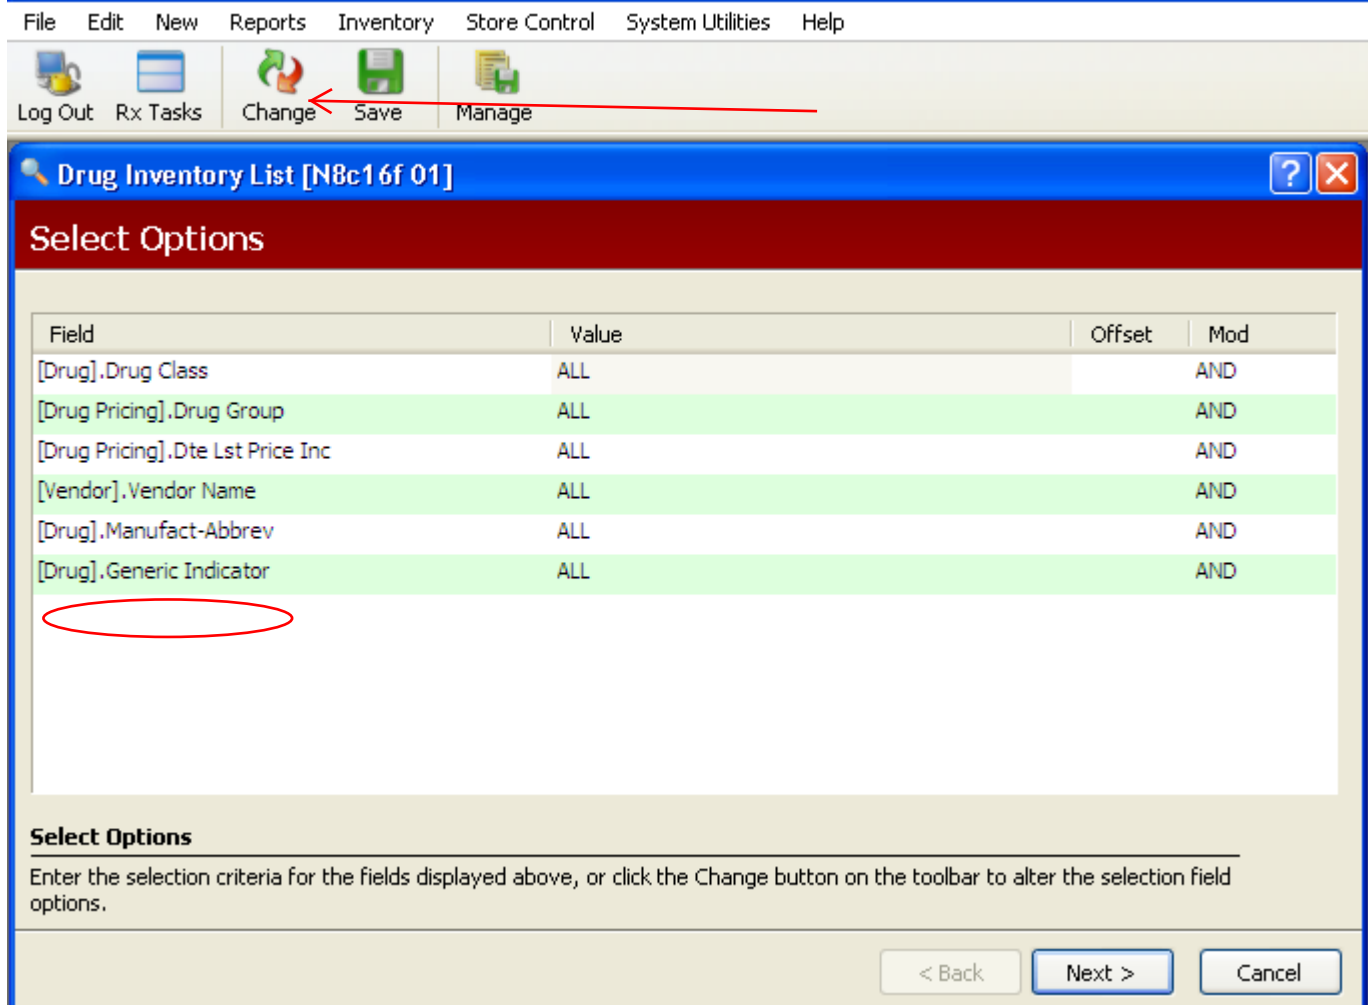 File Edit New Reports Inventory Store Control System Utilities Help
Log Out Rx Tasks Change Save Manage
Drug Inventory List [N8c16f 01]
Select Options
Field Value Offset Mod
[Drug].Drug Class ALL AND
[Drug Pricing].Drug Group ALL AND
[Drug Pricing].Dte Lst Price Inc ALL AND
[Vendor].Vendor Name ALL AND
[Drug].Manufact-Abbrev ALL AND
[Drug].Generic Indicator ALL AND
Select Options
Enter the selection criteria for the fields displayed above, or click the Change button on the toolbar to alter the selection field
options.
< Back Next > Cancel